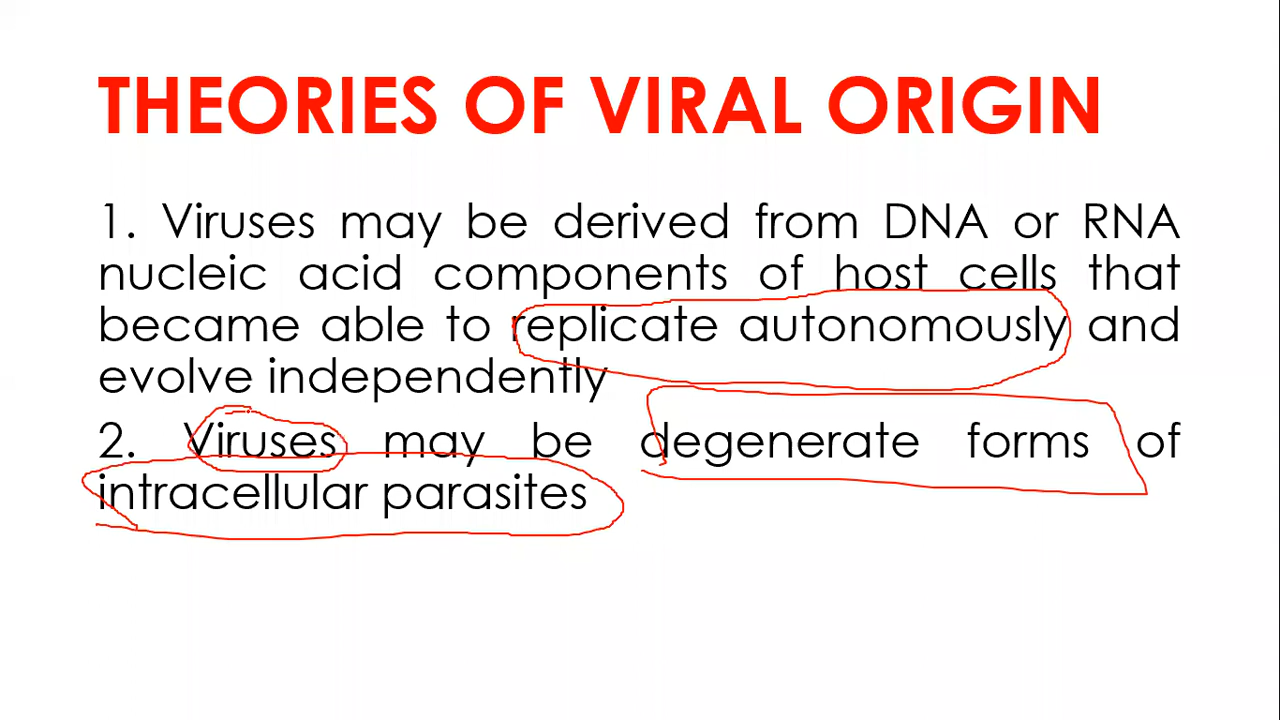 THEORIES OF VIRAL ORIGIN
1. Viruses may be derived from DNA or RNA
nucleic acid components of host cells that
became able to replicate autonomously and
evolve independently
2. Viruses may be degenerate forms of
intracellular parasites